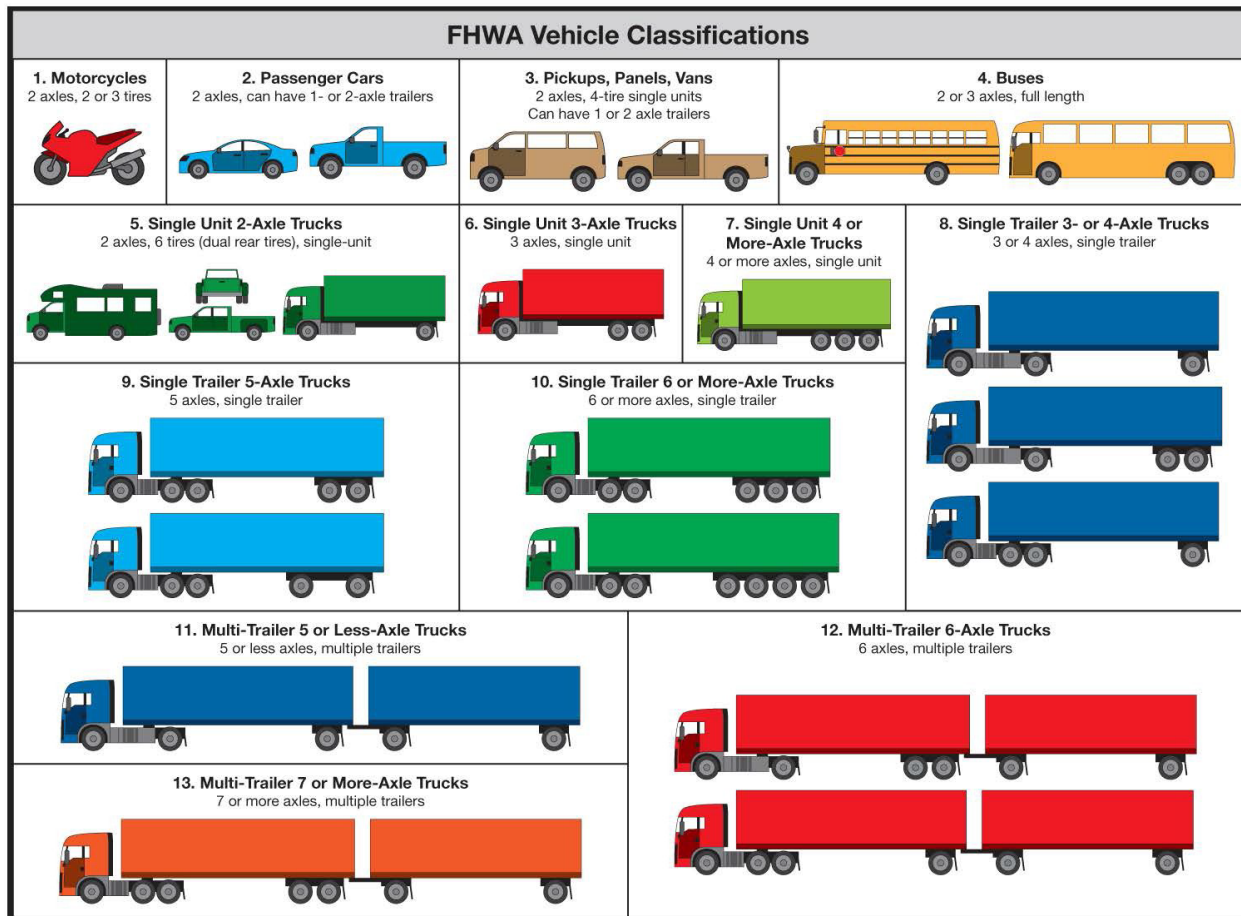 FHWA Vehicle Classifications
1. Motorcycles
2 axles, 2 or 3 tires
2. Passenger Cars
2 axles, can have 1- or 2-axle trailers
3. Pickups, Panels, Vans
2 axles, 4-tire single units
Can have 1 or 2 axle trailers
4. Buses
2 or 3 axles, full length
5. Single Unit 2-Axle Trucks
2 axles, 6 tires (dual rear tires), single-unit
6. Single Unit 3-Axle Trucks
3 axles, single unit
7. Single Unit 4 or
More-Axle Trucks
4 or more axles, single unit
8. Single Trailer 3- or 4-Axle Trucks
3 or 4 axles, single trailer
9. Single Trailer 5-Axle Trucks
5 axles, single trailer
10. Single Trailer 6 or More-Axle Trucks
6 or more axles, single trailer
11. Multi-Trailer 5 or Less-Axle Trucks
5 or less axles, multiple trailers
12. Multi-Trailer 6-Axle Trucks
6 axles, multiple trailers
13. Multi-Trailer 7 or More-Axle Trucks
7 or more axles, multiple trailers